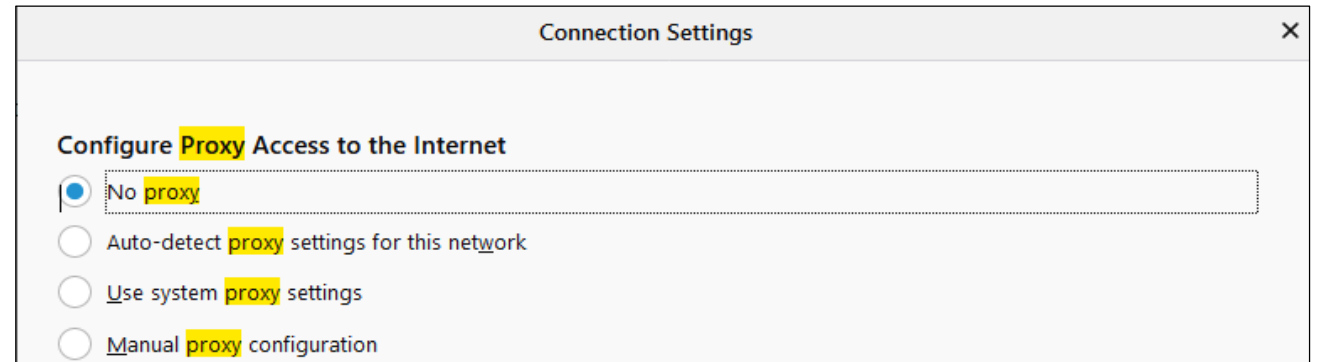 Connection Settings
Configure Proxy Access to the Internet
No proxy
Auto-detect proxy settings for this network
Use system proxy settings
Manual proxy configuration